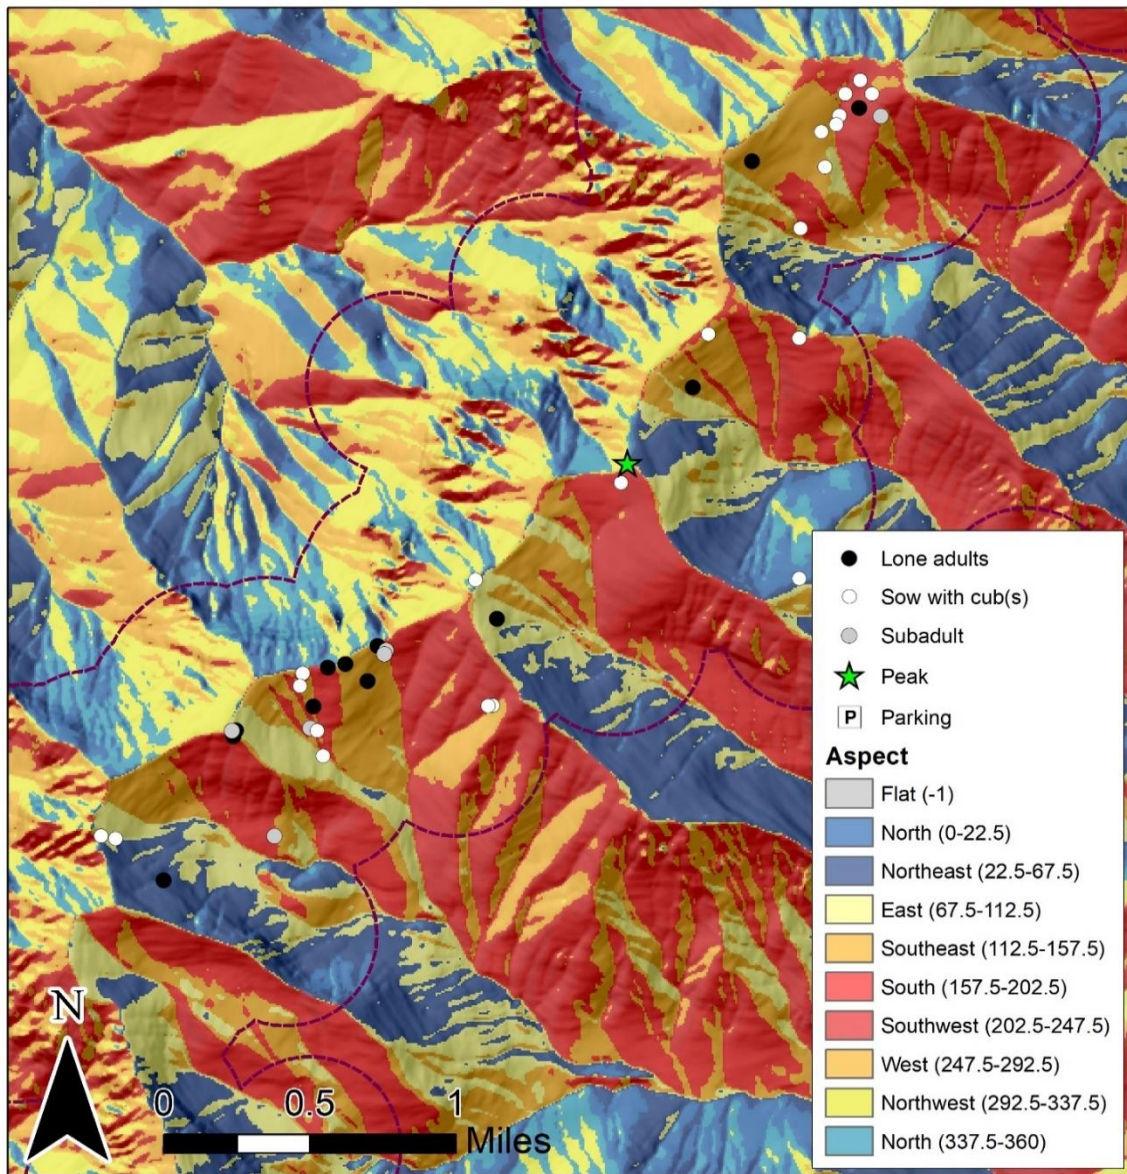 Lone adults
Sow with cub(s)
Subadult
Peak
P Parking
Aspect
Flat (-1)
North (0-22.5)
Northeast (22.5-67.5)
East (67.5-112.5)
Southeast (112.5-157.5)
South (157.5-202.5)
Southwest (202.5-247.5)
West (247.5-292.5)
Northwest (292.5-337.5)
North (337.5-360)
N
0 0.5 1
Miles